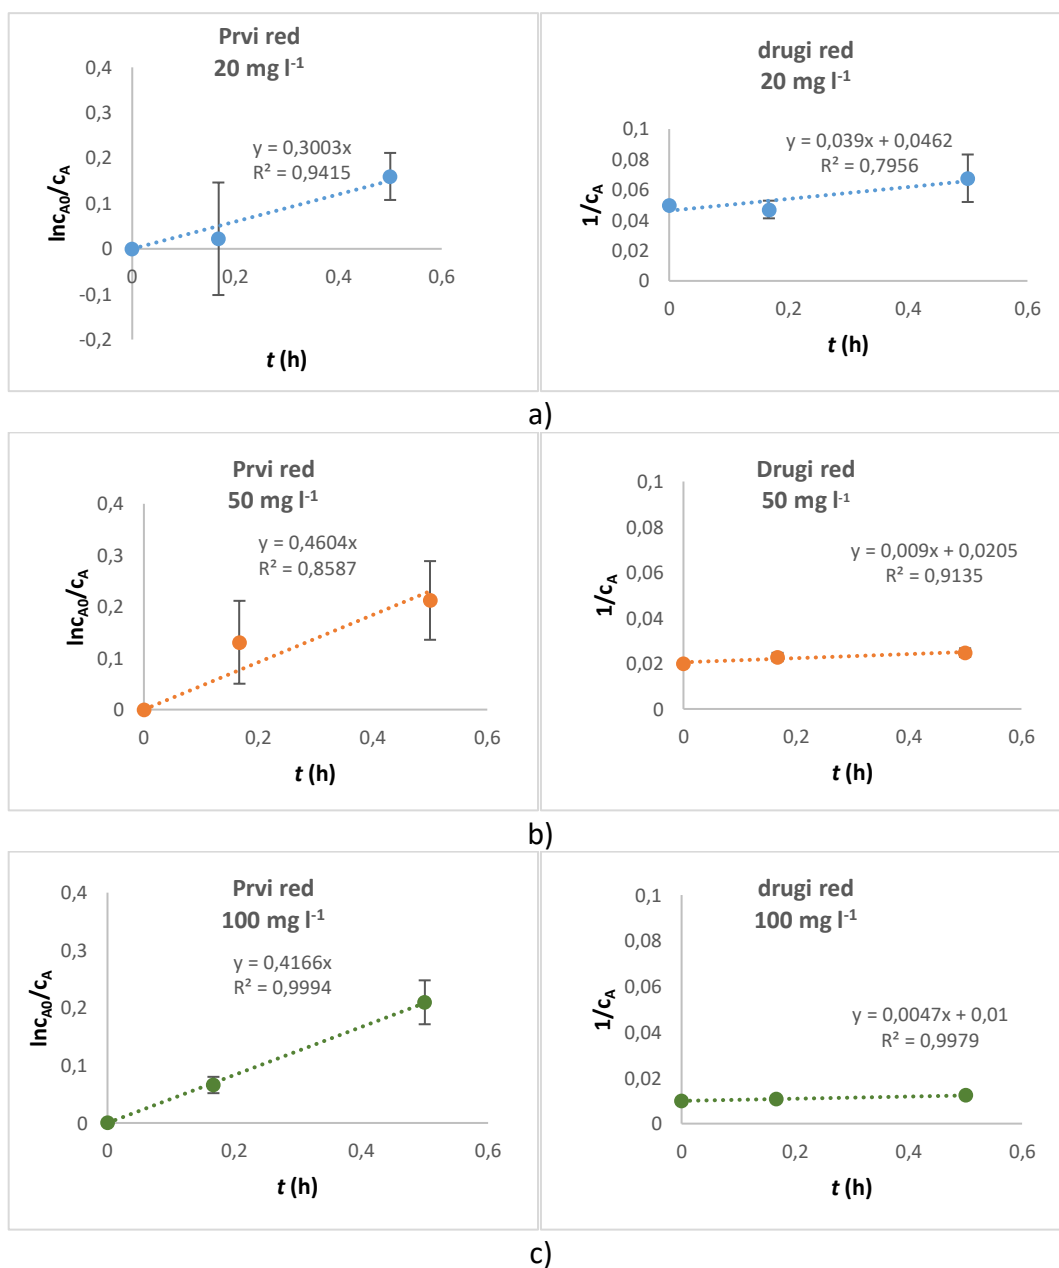 Prvi red
20 mg l⁻¹
0,4
0,3
0,2
0,1
0
-0,1
-0,2
y = 0,3003x
R² = 0,9415
0
0,2
0,4
0,6
lnc_A0/c_A
t (h)
drugi red
20 mg l⁻¹
0,1
0,08
0,06
0,04
0,02
0
y = 0,039x + 0,0462
R² = 0,7956
0
0,2
0,4
0,6
1/c_A
t (h)
a)
Prvi red
50 mg l⁻¹
0,4
0,3
0,2
0,1
0
y = 0,4604x
R² = 0,8587
0
0,2
0,4
0,6
lnc_A0/c_A
t (h)
Drugi red
50 mg l⁻¹
0,1
0,08
0,06
0,04
0,02
0
y = 0,009x + 0,0205
R² = 0,9135
0
0,2
0,4
0,6
1/c_A
t (h)
b)
Prvi red
100 mg l⁻¹
0,4
0,3
0,2
0,1
0
y = 0,4166x
R² = 0,9994
0
0,2
0,4
0,6
lnc_A0/c_A
t (h)
drugi red
100 mg l⁻¹
0,1
0,08
0,06
0,04
0,02
0
y = 0,0047x + 0,01
R² = 0,9979
0
0,2
0,4
0,6
1/c_A
t (h)
c)